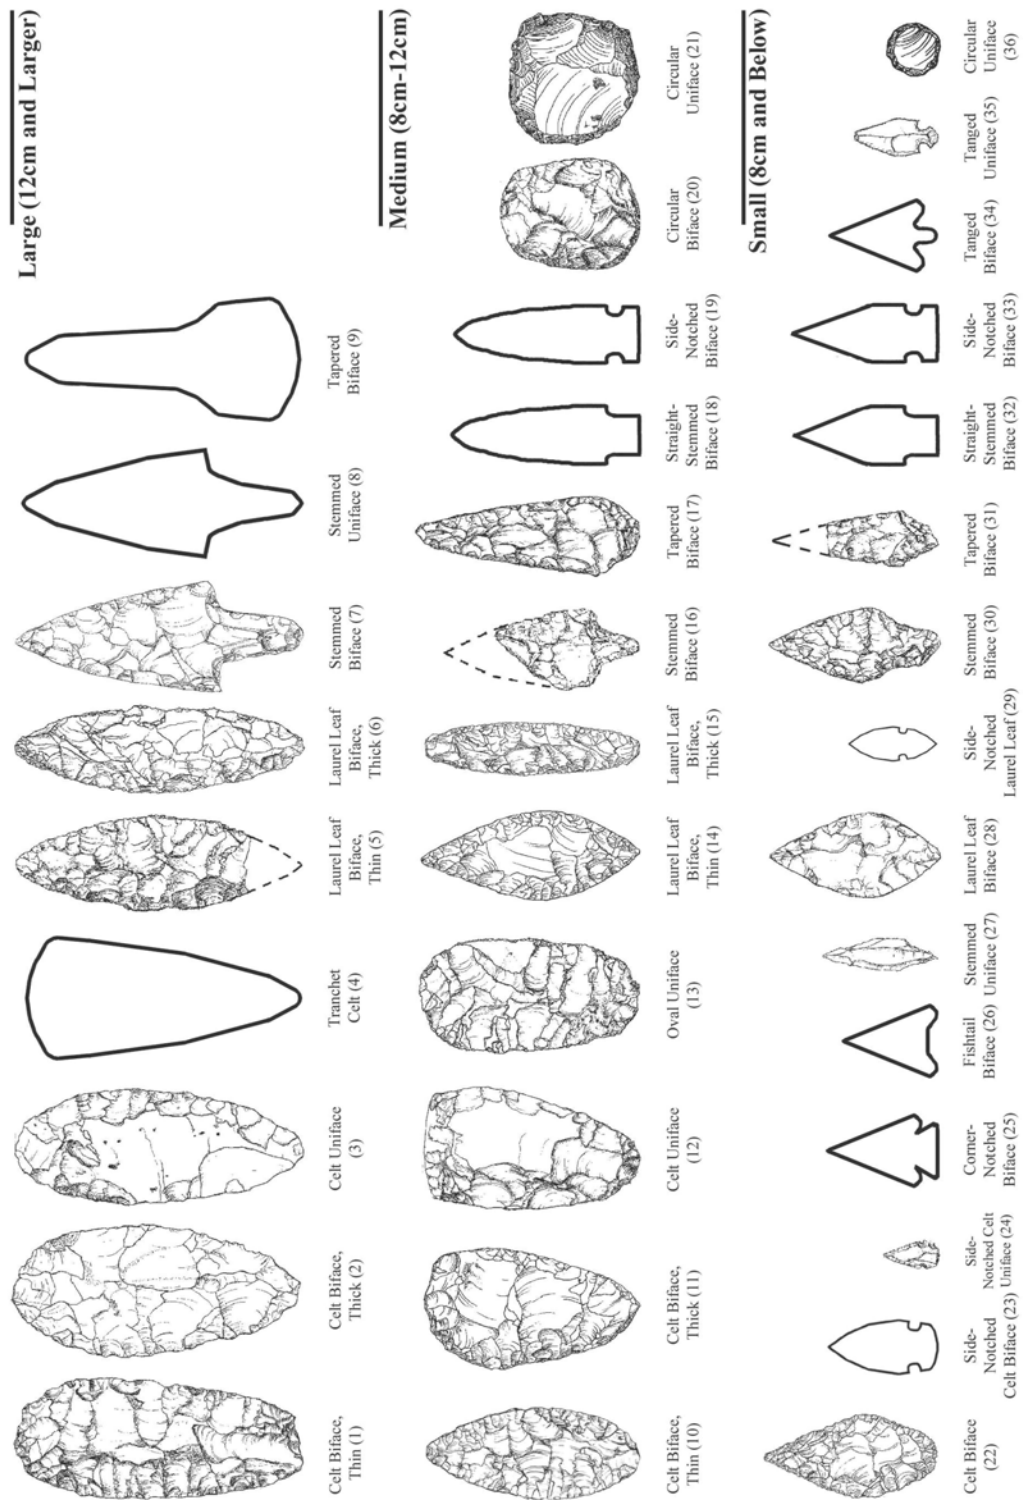 Large (12cm and Larger)
Celt Biface,
Thin (1)
Celt Biface,
Thick (2)
Celt Uniface
(3)
Tranchet
Celt (4)
Laurel Leaf
Biface,
Thin (5)
Laurel Leaf
Biface,
Thick (6)
Stemmed
Biface (7)
Stemmed
Uniface (8)
Tapered
Biface (9)
Medium (8cm-12cm)
Celt Biface,
Thin (10)
Celt Biface,
Thick (11)
Celt Uniface
(12)
Oval Uniface
(13)
Laurel Leaf
Biface,
Thin (14)
Laurel Leaf
Biface,
Thick (15)
Stemmed
Biface (16)
Tapered
Biface (17)
Straight-
Stemmed
Biface (18)
Side-
Notched
Biface (19)
Circular
Biface (20)
Circular
Uniface (21)
Small (8cm and Below)
Celt Biface
(22)
Side-
Notched
Celt Biface (23)
Side-
Notched Celt
Uniface (24)
Corner-
Notched
Biface (25)
Fishtail
Biface (26)
Stemmed
Uniface (27)
Laurel Leaf
Biface (28)
Side-
Notched
Laurel Leaf (29)
Stemmed
Biface (30)
Tapered
Biface (31)
Straight-
Stemmed
Biface (32)
Side-
Notched
Biface (33)
Tanged
Biface (34)
Tanged
Uniface (35)
Circular
Uniface
(36)